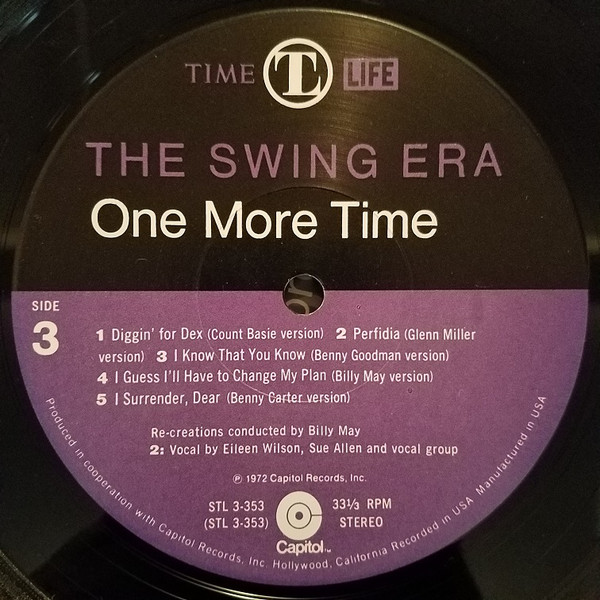 TIME TL LIFE
THE SWING ERA
One More Time
SIDE
3
1 Diggin' for Dex (Count Basie version) 2 Perfidia (Glenn Miller
version) 3 I Know That You Know (Benny Goodman version)
4 I Guess I'll Have to Change My Plan (Billy May version)
5 I Surrender, Dear (Benny Carter version)
Re-creations conducted by Billy May
2: Vocal by Eileen Wilson, Sue Allen and vocal group
℗ 1972 Capitol Records, Inc.
STL 3-353 33⅓ RPM
(STL 3-353) STEREO
Capitol™
Produced in cooperation with Capitol Records, Inc. Hollywood, California Recorded in USA Manufactured in USA